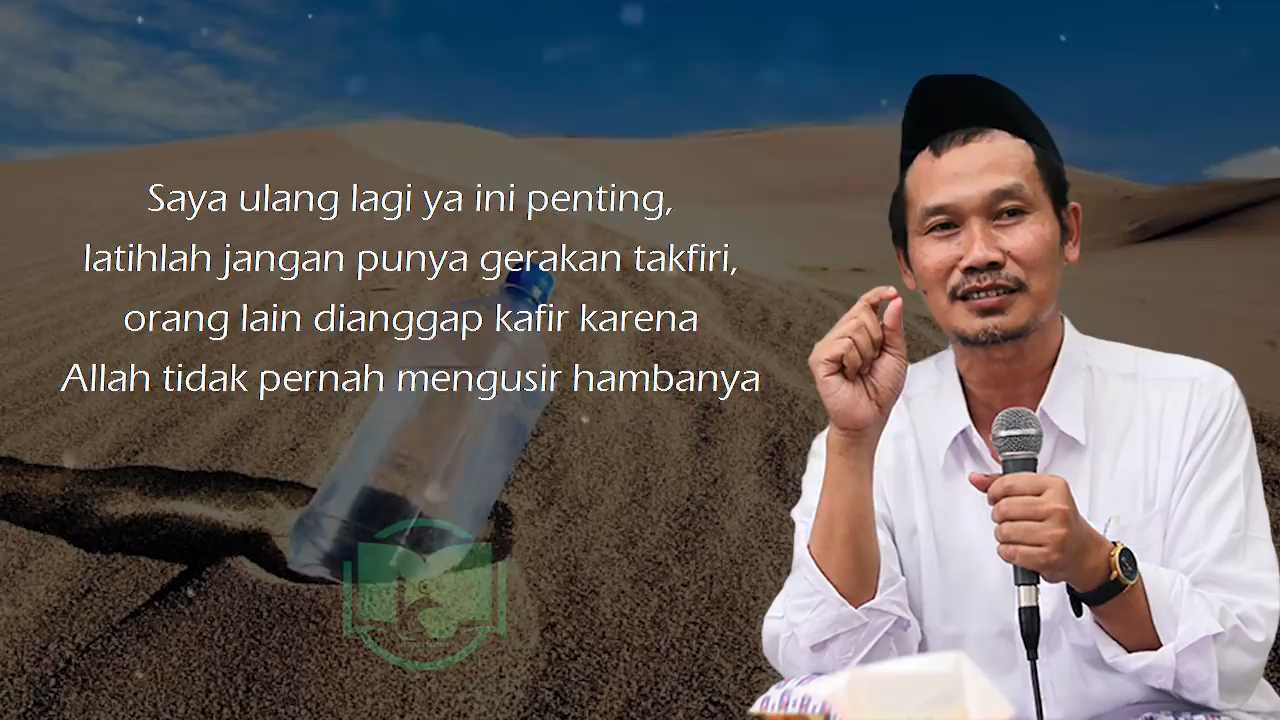 Saya ulang lagi ya ini penting,
latihlah jangan punya gerakan takfiri,
orang lain dianggap kafir karena
Allah tidak pernah mengusir hambanya